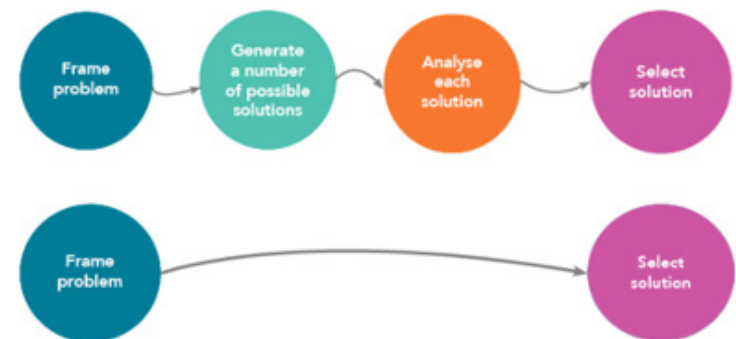 Frame
problem
Generate
a number
of possible
solutions
Analyse
each
solution
Select
solution
Frame
problem
Select
solution